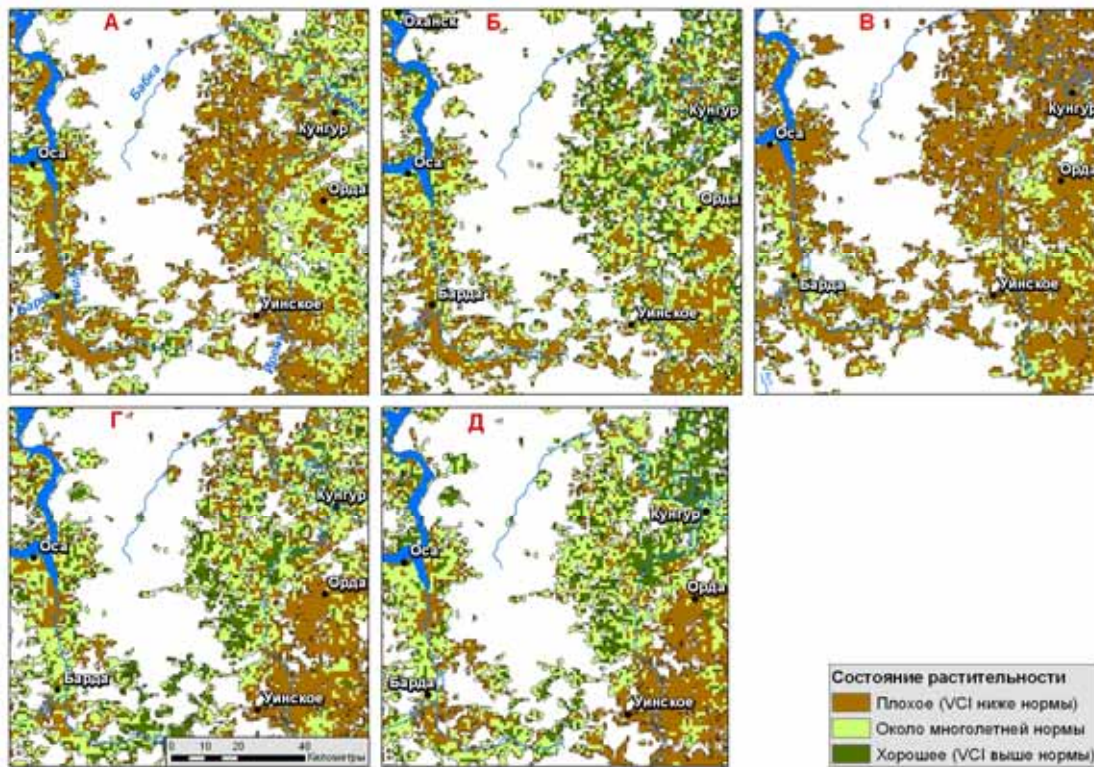 А
Бабка
Кунгур
Оса
Орда
Уинское
Б
Оханск
Кунгур
Оса
Орда
Барда
Уинское
В
Кунгур
Оса
Орда
Барда
Уинское
Г
Кунгур
Оса
Орда
Барда
Уинское
0 10 20 40
Километры
Д
Кунгур
Оса
Орда
Барда
Уинское
Состояние растительности
Плохое (VCI ниже нормы)
Около многолетней нормы
Хорошее (VCI выше нормы)